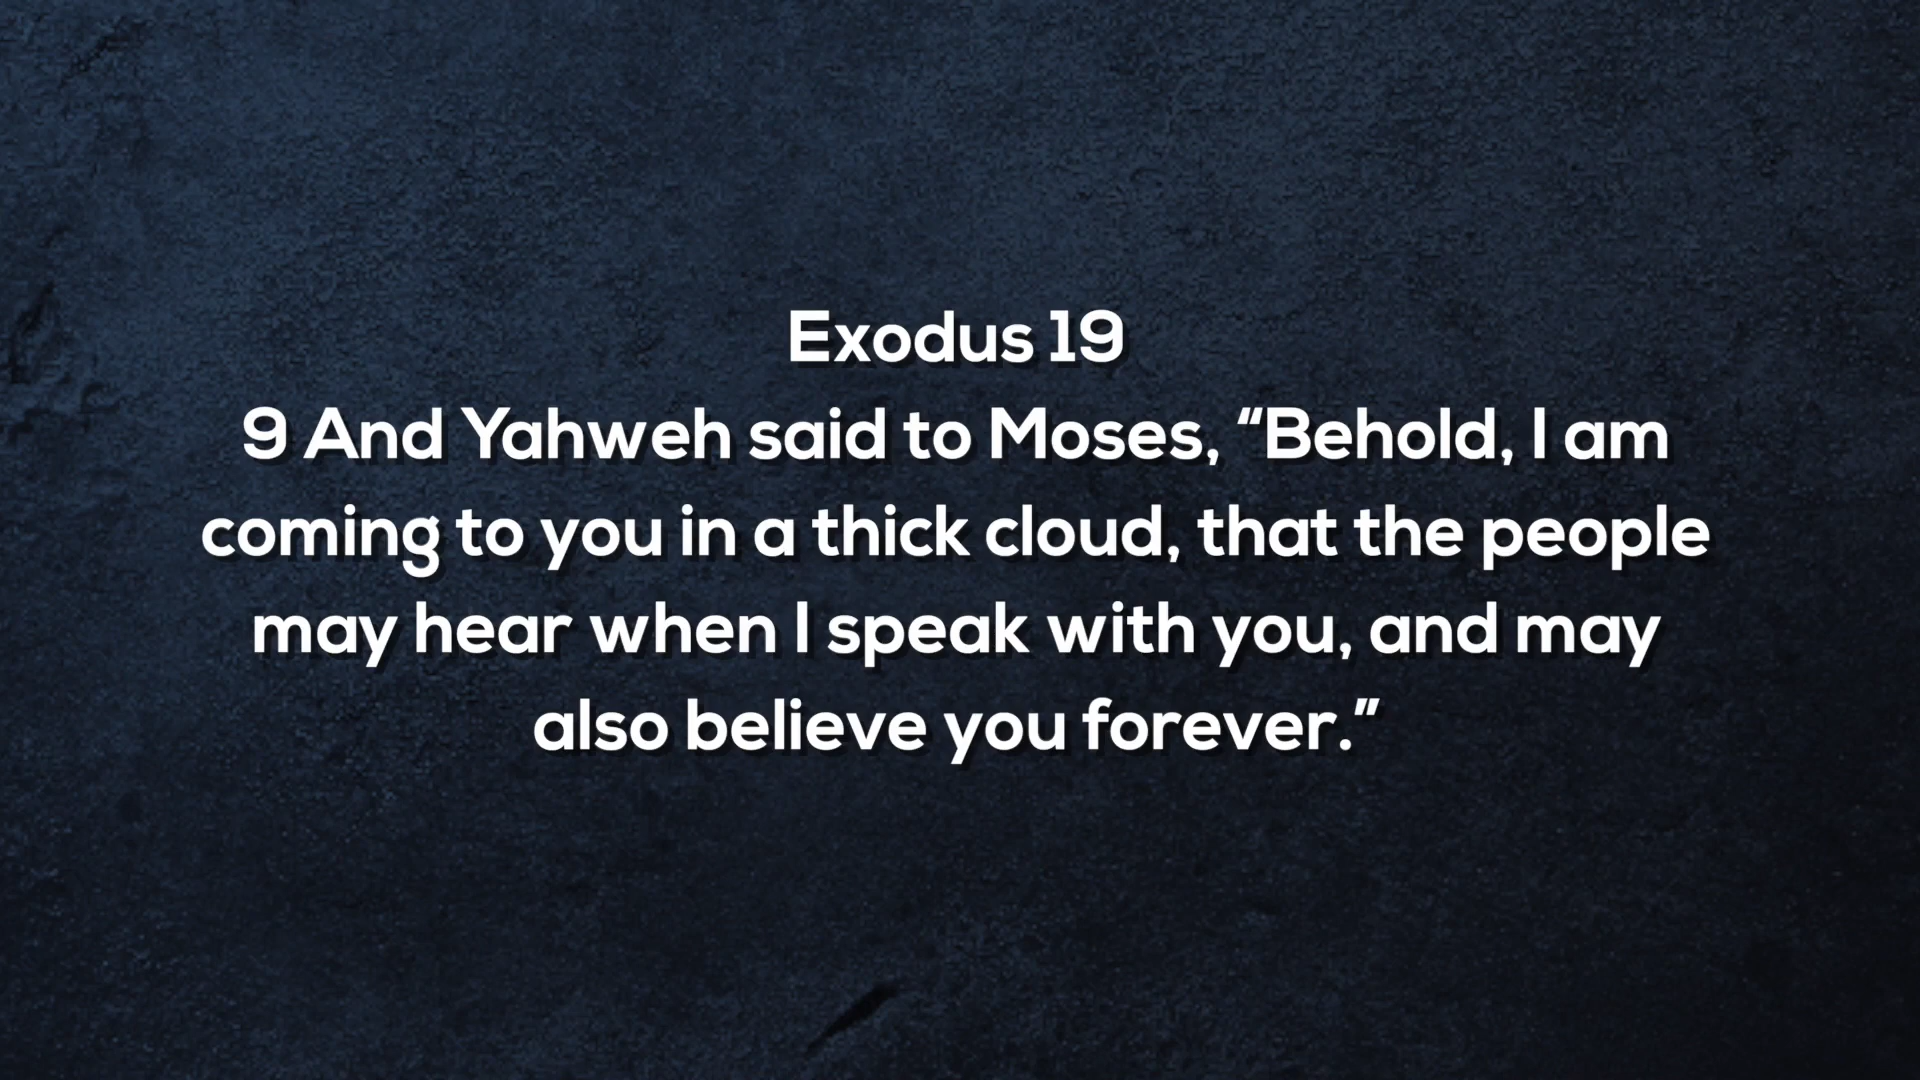 Exodus 19
9 And Yahweh said to Moses, “Behold, I am
coming to you in a thick cloud, that the people
may hear when I speak with you, and may
also believe you forever.”